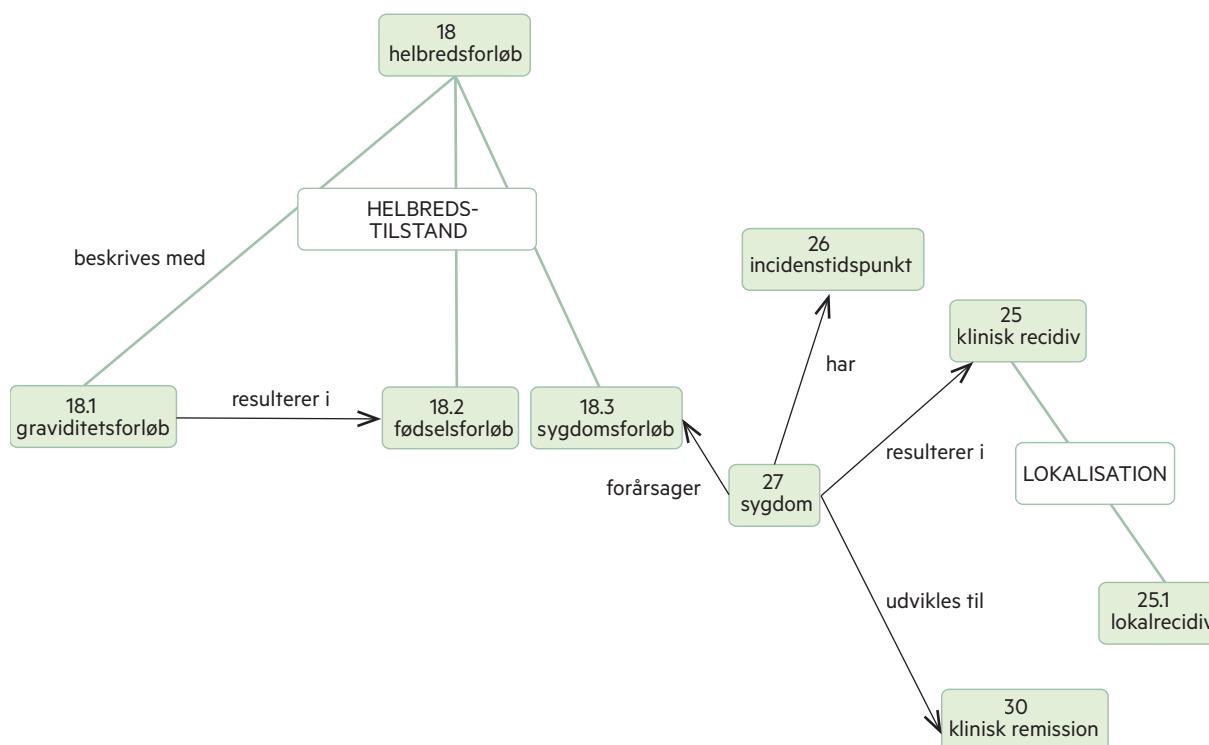 18
helbredsforløb
HELBREDS-
TILSTAND
beskrives med
26
incidenstidspunkt
25
klinisk recidiv
har
18.1
graviditetsforløb
resulterer i
18.2
fødselsforløb
18.3
sygdomsforløb
resulterer i
forårsager
27
sygdom
LOKALISATION
udvikles til
25.1
lokalrecidiv
30
klinisk remission